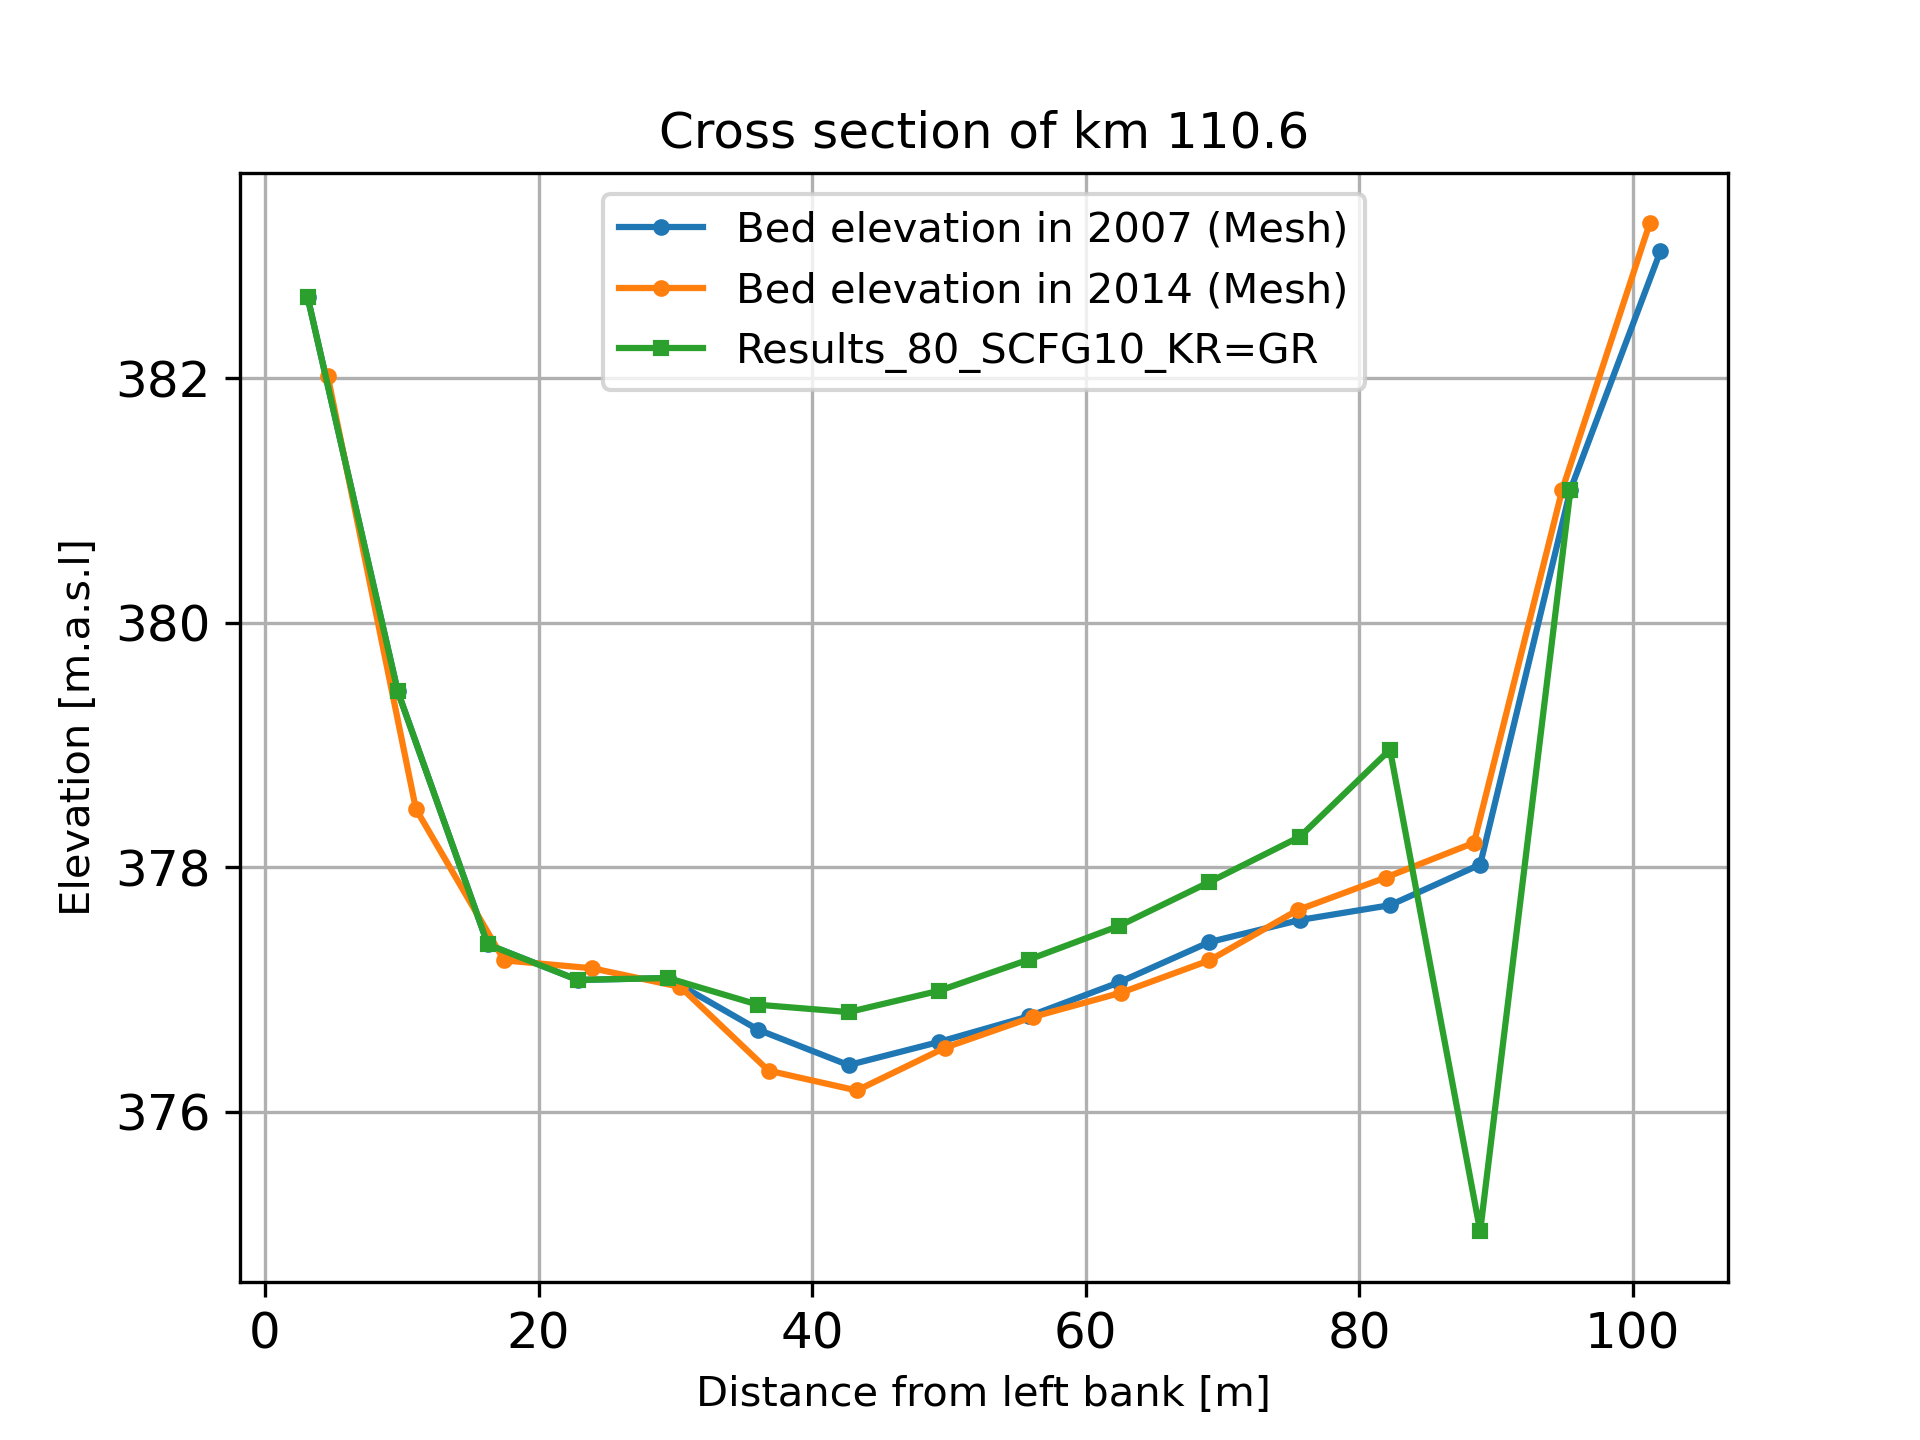 Cross section of km 110.6
Bed elevation in 2007 (Mesh)
Bed elevation in 2014 (Mesh)
Results_80_SCFG10_KR=GR
382
380
378
376
Elevation [m.a.s.l]
0 20 40 60 80 100
Distance from left bank [m]